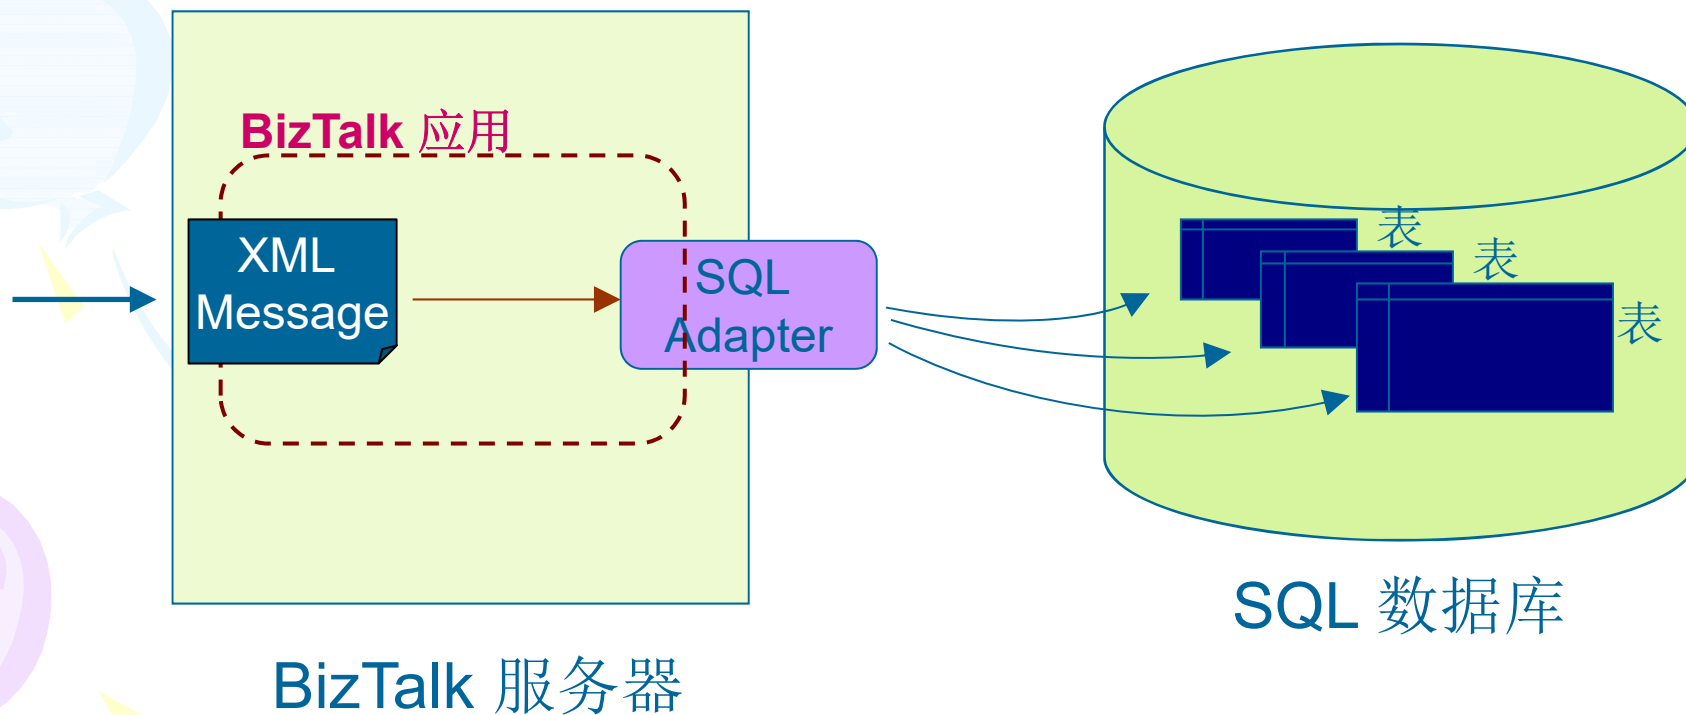 BizTalk 应用
XML
Message
SQL
Adapter
表
表
表
SQL 数据库
BizTalk 服务器